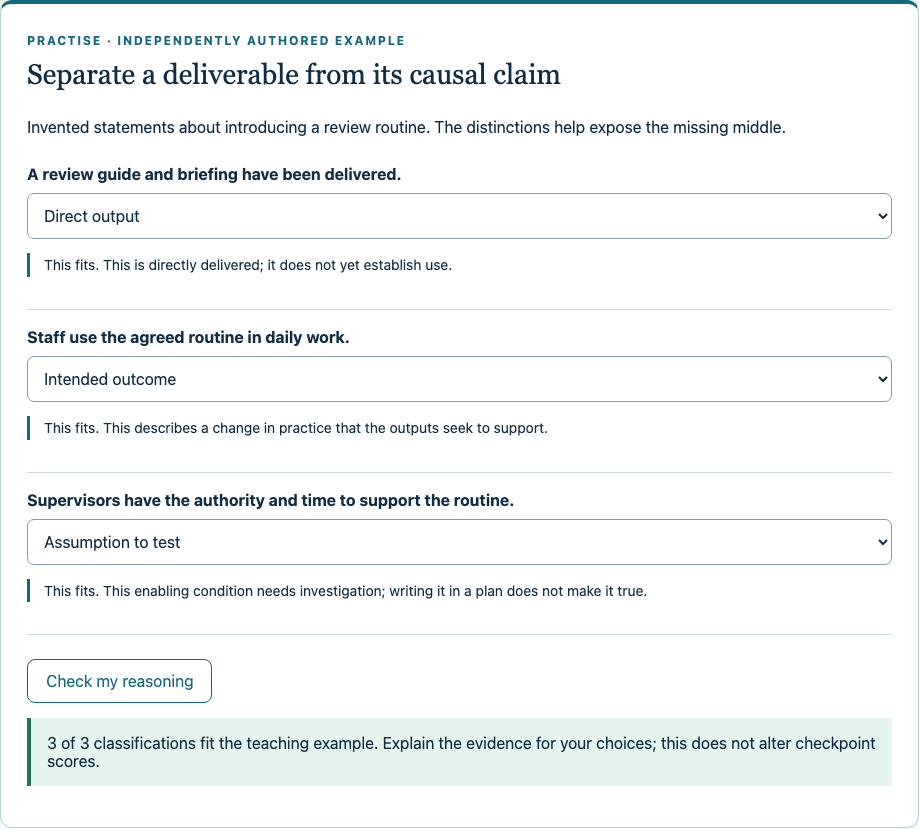 PRACTISE · INDEPENDENTLY AUTHORED EXAMPLE
Separate a deliverable from its causal claim
Invented statements about introducing a review routine. The distinctions help expose the missing middle.
A review guide and briefing have been delivered.
Direct output
This fits. This is directly delivered; it does not yet establish use.
Staff use the agreed routine in daily work.
Intended outcome
This fits. This describes a change in practice that the outputs seek to support.
Supervisors have the authority and time to support the routine.
Assumption to test
This fits. This enabling condition needs investigation; writing it in a plan does not make it true.
Check my reasoning
3 of 3 classifications fit the teaching example. Explain the evidence for your choices; this does not alter checkpoint
scores.